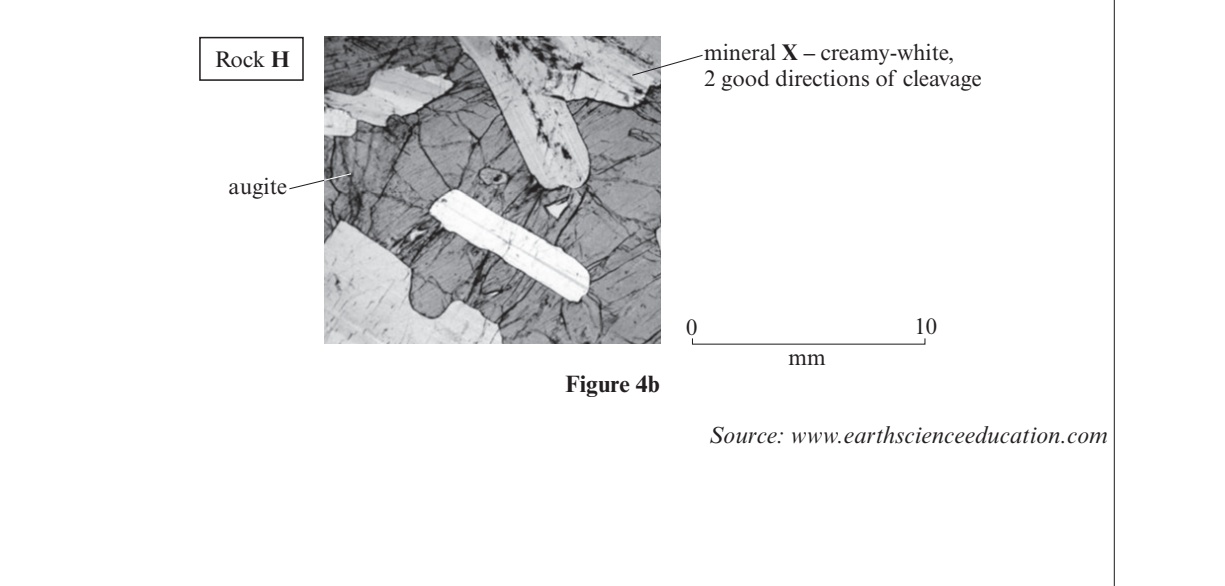 Rock H
mineral X – creamy-white,
2 good directions of cleavage
augite
0 10
mm
Figure 4b
Source: www.earthscienceeducation.com